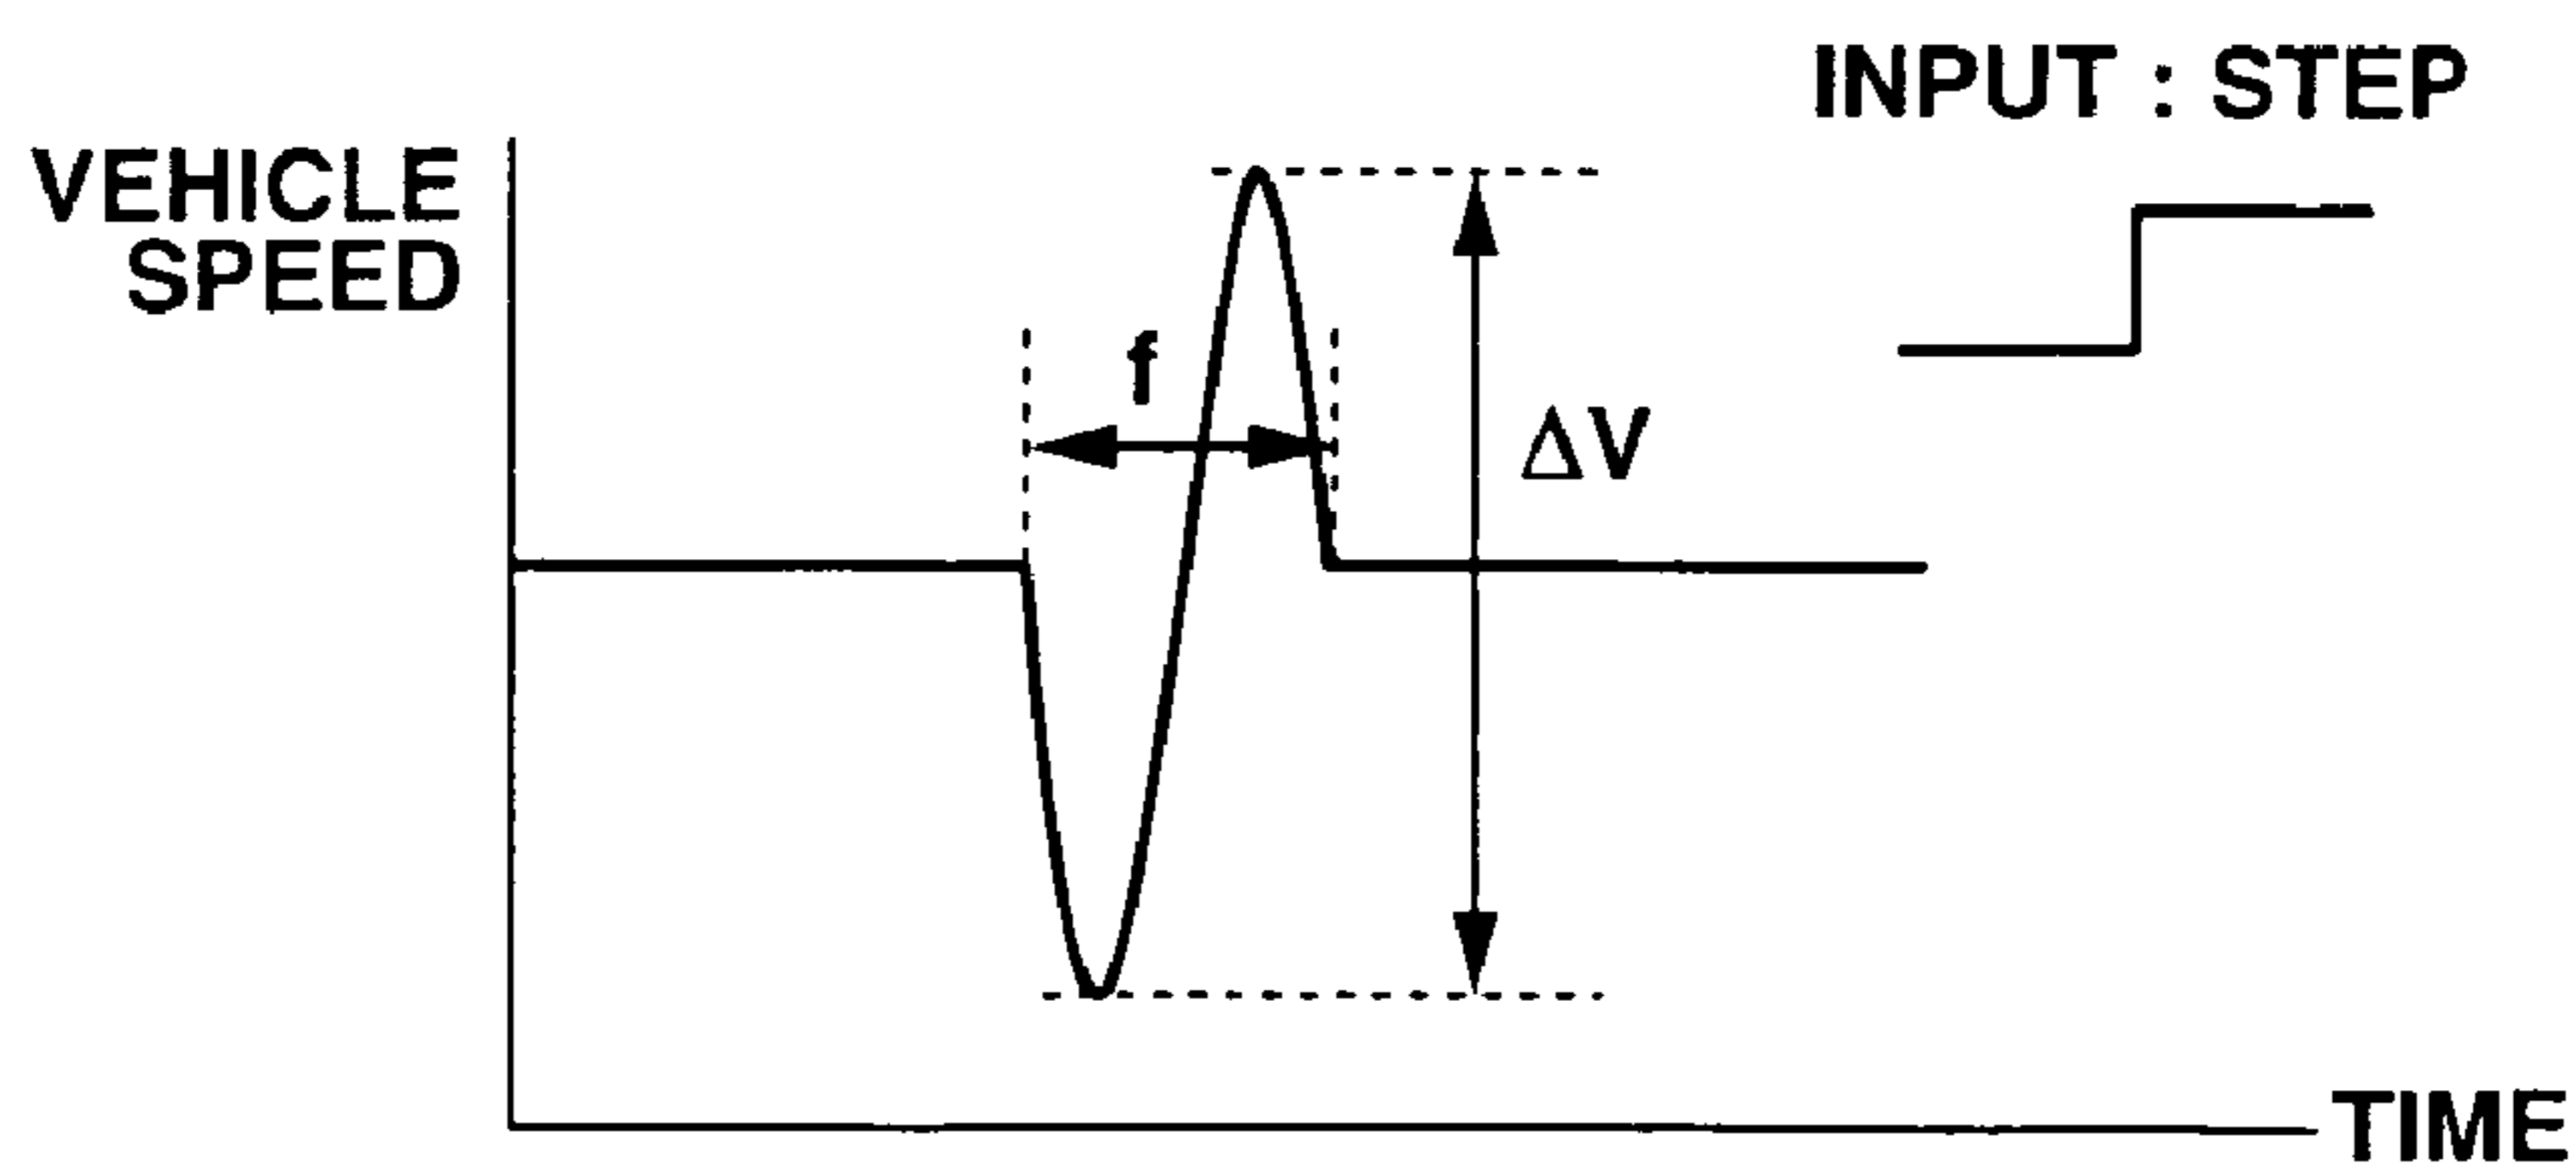 INPUT : STEP
VEHICLE
SPEED
f
ΔV
TIME